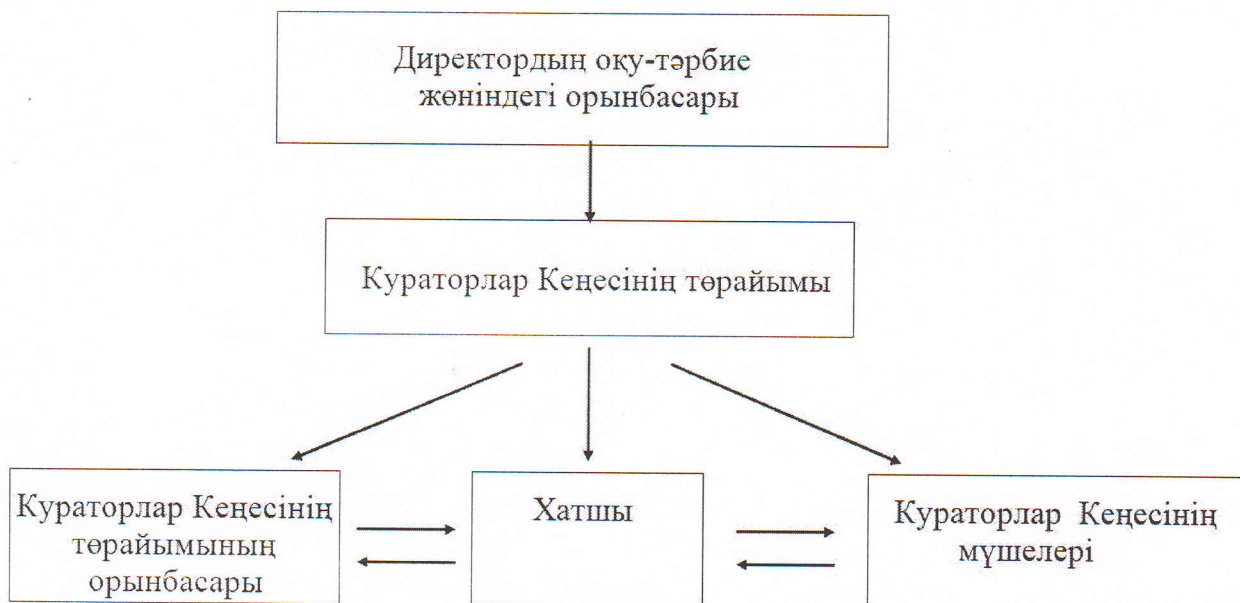 Директордың оқу-тәрбие
жөніндегі орынбасары
Кураторлар Кеңесінің төрайымы
Кураторлар Кеңесінің
төрайымының
орынбасары
Хатшы
Кураторлар Кеңесінің
мүшелері